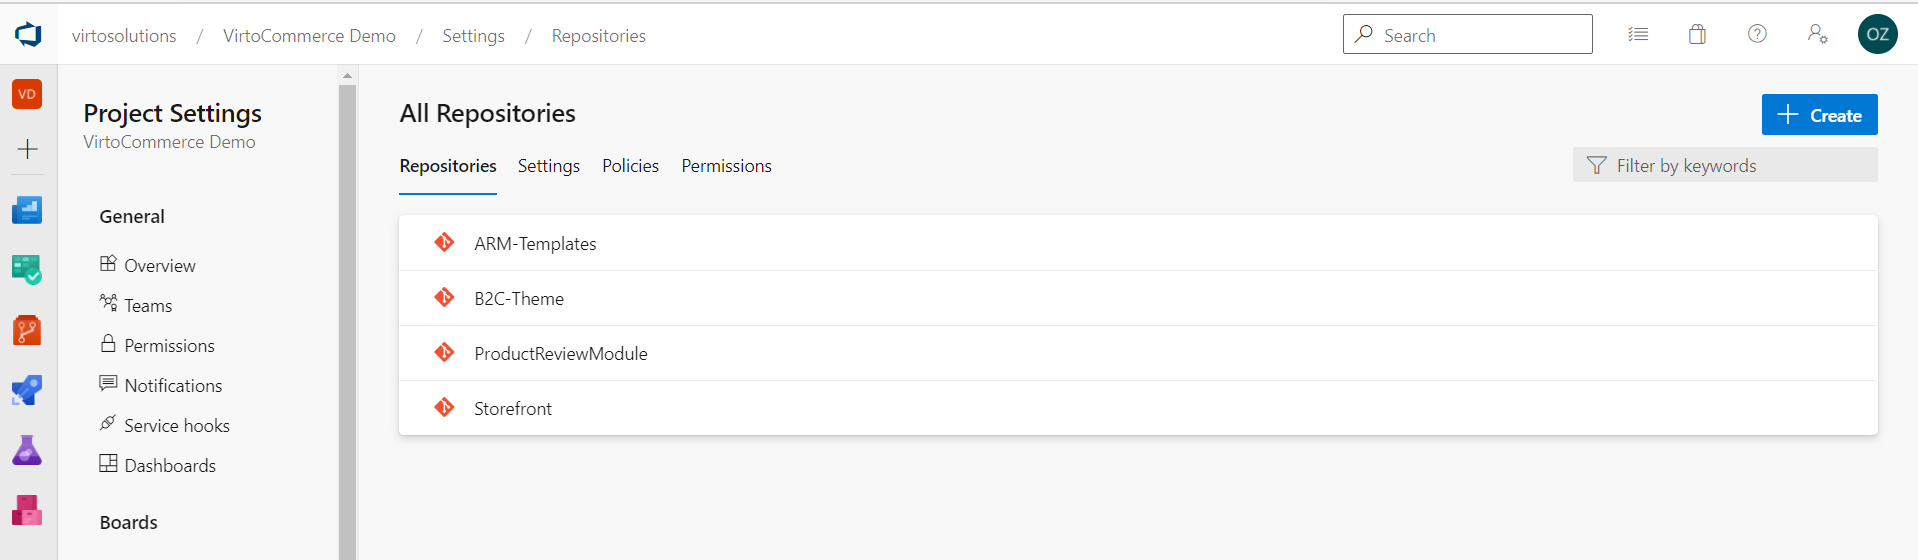 virtosolutions / VirtoCommerce Demo / Settings / Repositories
Search
OZ
VD
Project Settings
VirtoCommerce Demo
General
Overview
Teams
Permissions
Notifications
Service hooks
Dashboards
Boards
All Repositories
Create
Repositories Settings Policies Permissions
Filter by keywords
ARM-Templates
B2C-Theme
ProductReviewModule
Storefront